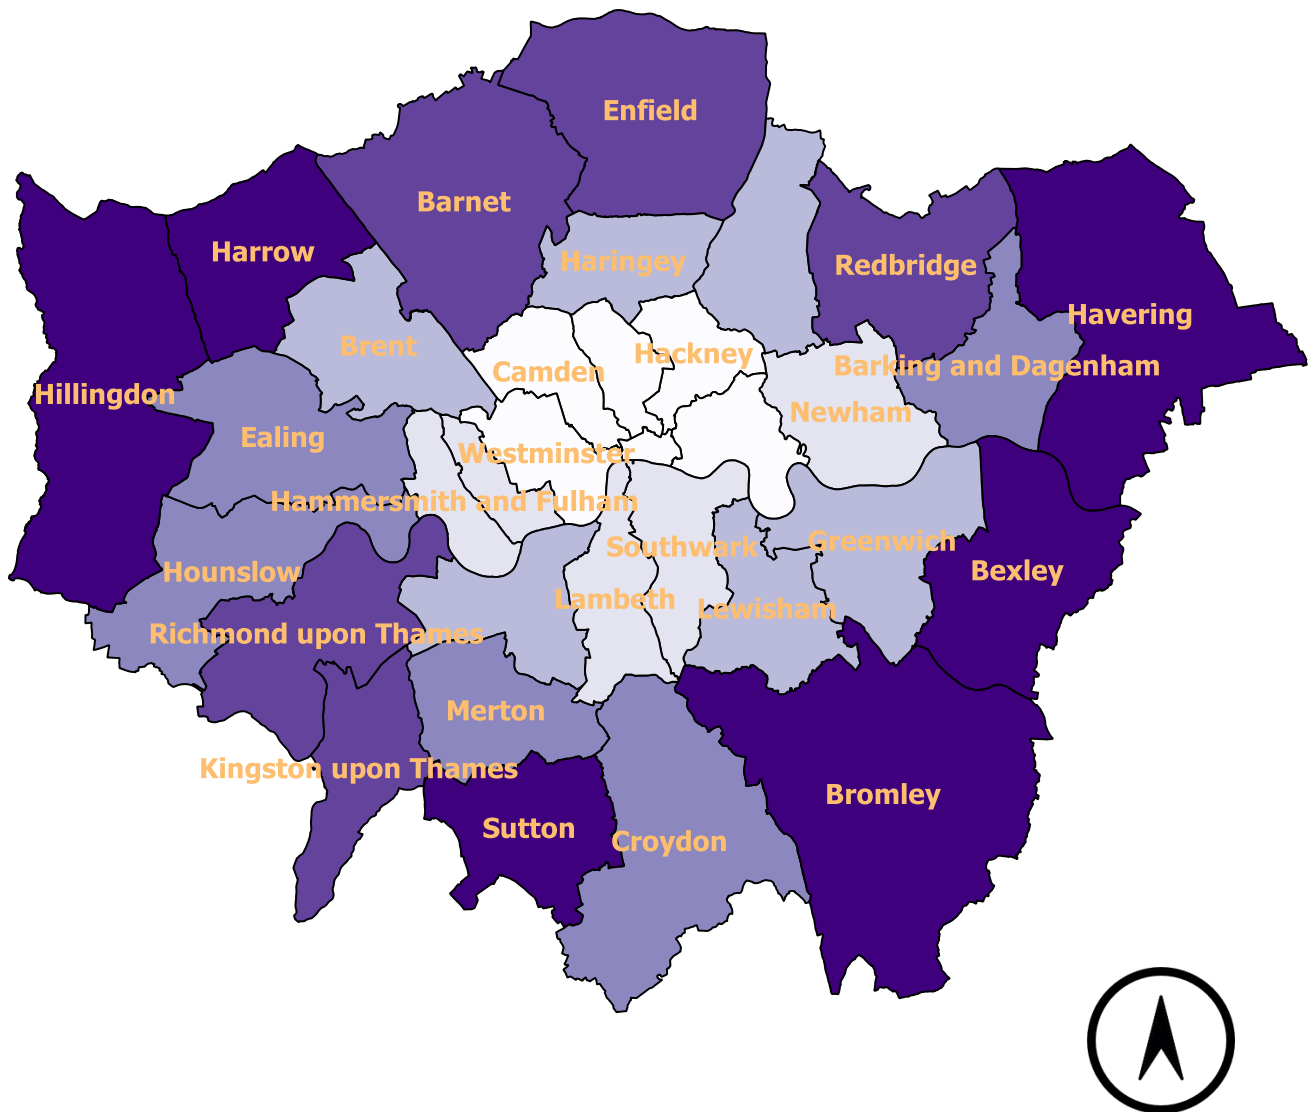 Enfield
Barnet
Harrow
Haringey
Redbridge
Havering
Brent
Hackney
Camden
Barking and Dagenham
Hillingdon
Newham
Ealing
Westminster
Hammersmith and Fulham
Southwark
Greenwich
Hounslow
Bexley
Lambeth
Lewisham
Richmond upon Thames
Merton
Kingston upon Thames
Bromley
Sutton
Croydon